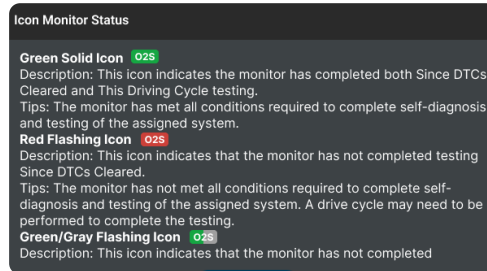 Icon Monitor Status
Green Solid Icon O2S
Description: This icon indicates the monitor has completed both Since DTCs
Cleared and This Driving Cycle testing.
Tips: The monitor has met all conditions required to complete self-diagnosis
and testing of the assigned system.
Red Flashing Icon O2S
Description: This icon indicates that the monitor has not completed testing
Since DTCs Cleared.
Tips: The monitor has not met all conditions required to complete self-
diagnosis and testing of the assigned system. A drive cycle may need to be
performed to complete the testing.
Green/Gray Flashing Icon O2S
Description: This icon indicates that the monitor has not completed